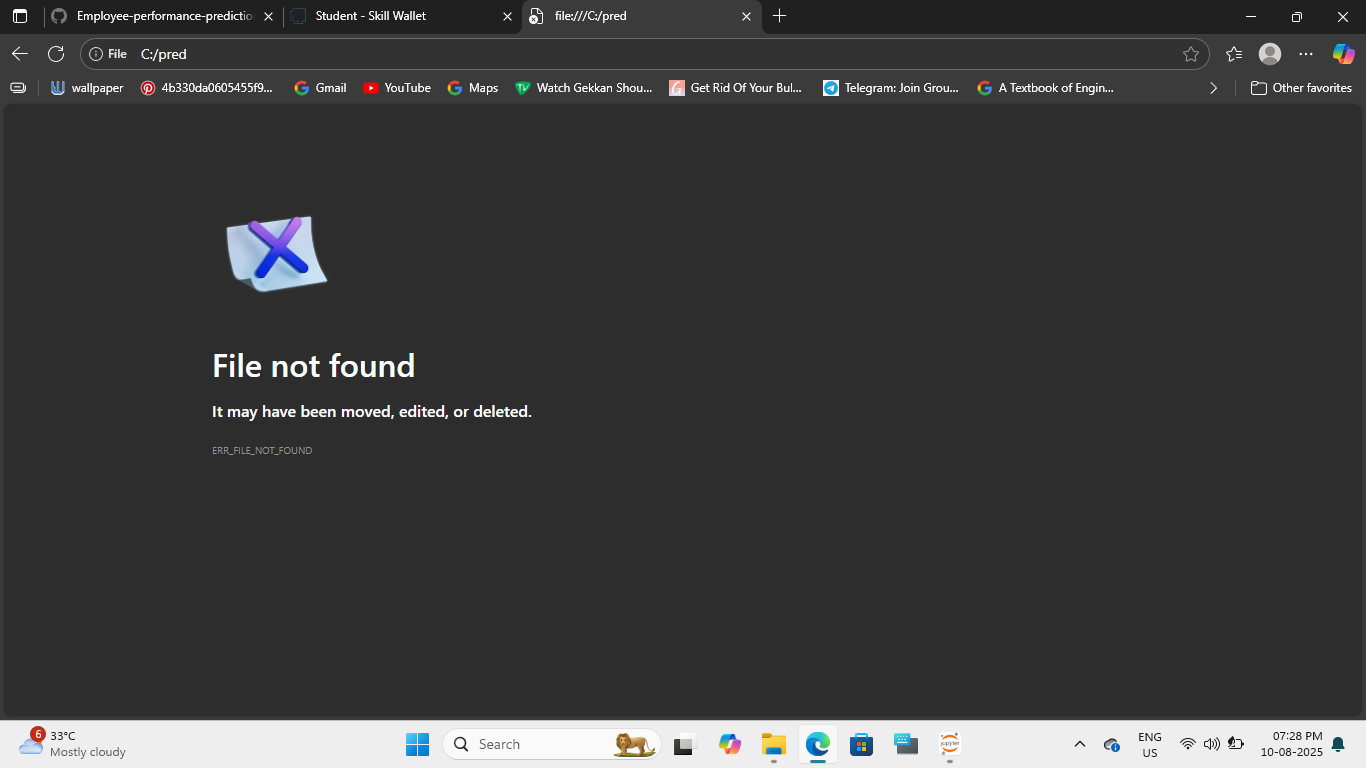 Employee-performance-predictio
Student - Skill Wallet
file:///C:/pred
File
C:/pred
wallpaper
4b330da0605455f9...
Gmail
YouTube
Maps
Watch Gekkan Shou...
Get Rid Of Your Bul...
Telegram: Join Grou...
A Textbook of Engin...
Other favorites
File not found
It may have been moved, edited, or deleted.
ERR_FILE_NOT_FOUND
6
33°C
Mostly cloudy
Search
jupyter
ENG
US
07:28 PM
10-08-2025